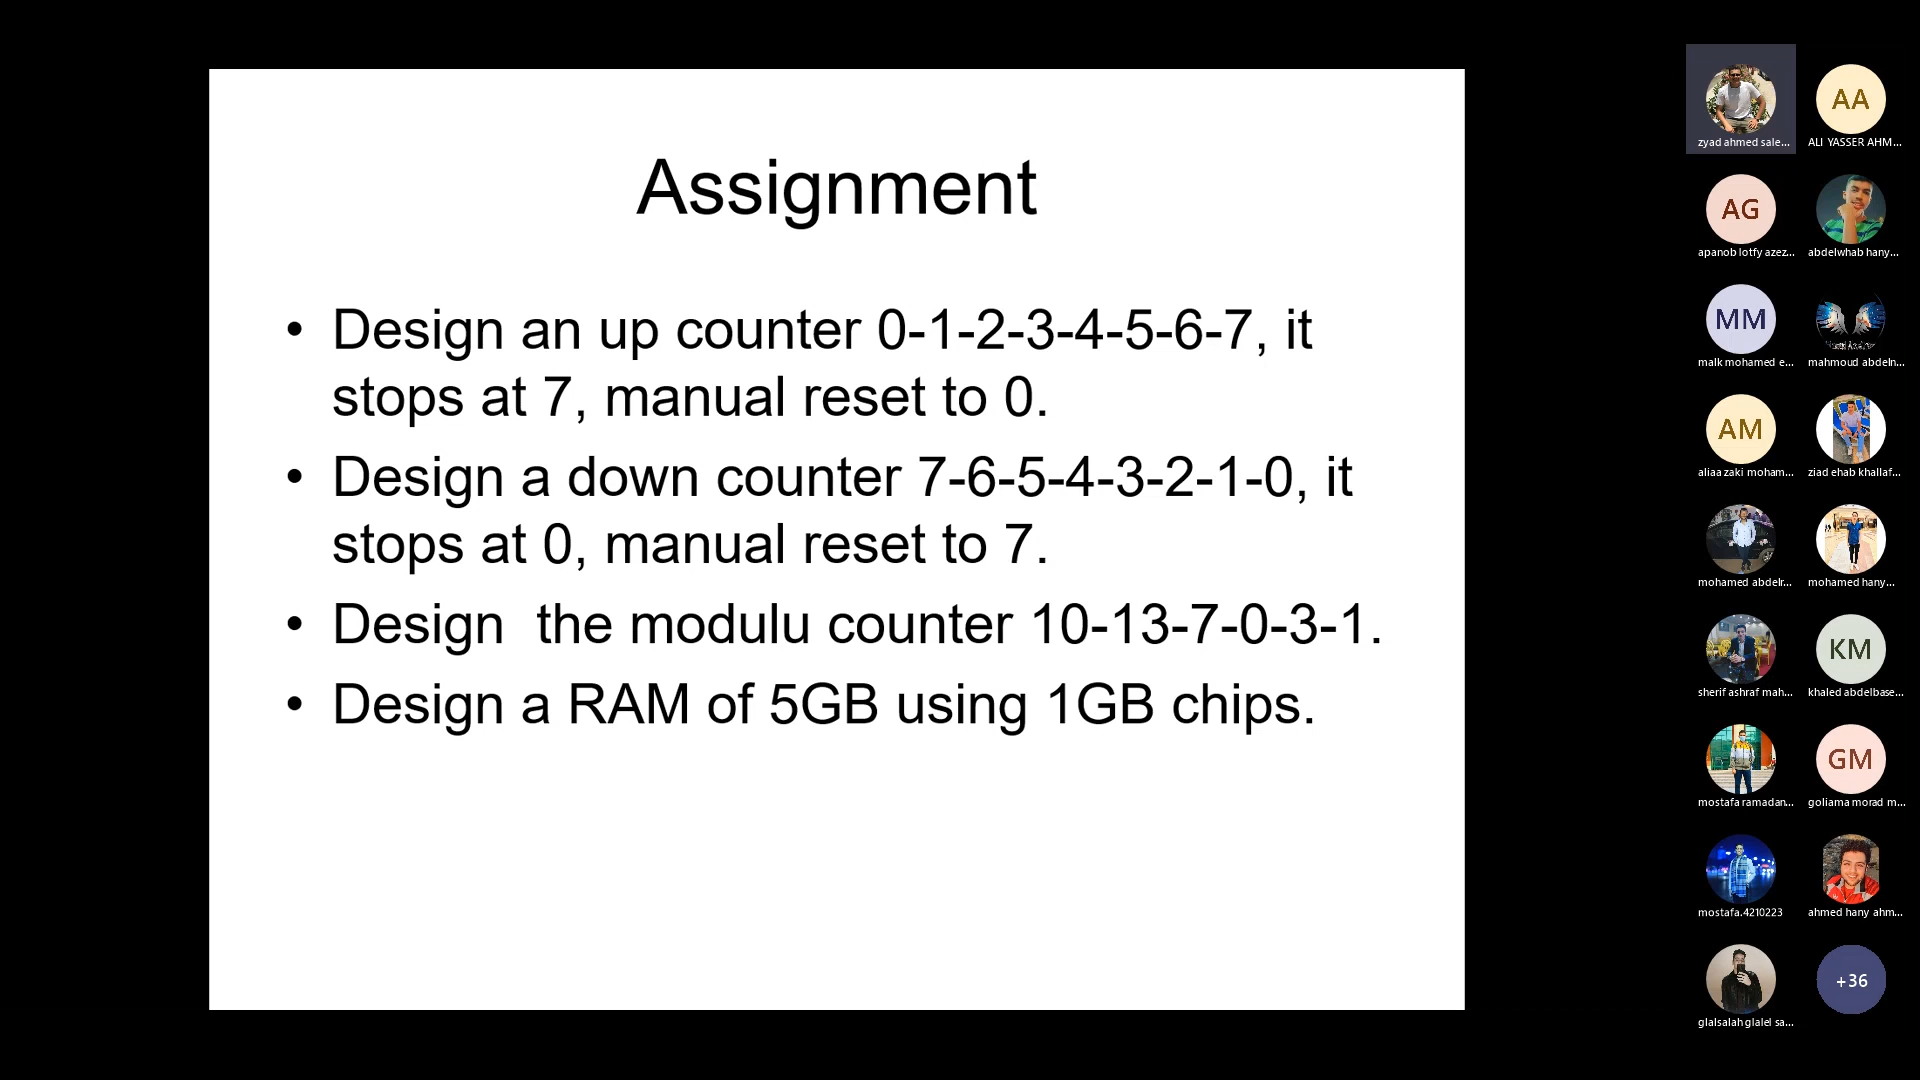 Assignment
• Design an up counter 0-1-2-3-4-5-6-7, it
stops at 7, manual reset to 0.
• Design a down counter 7-6-5-4-3-2-1-0, it
stops at 0, manual reset to 7.
• Design  the modulu counter 10-13-7-0-3-1.
• Design a RAM of 5GB using 1GB chips.
zyad ahmed sale...
AA
ALI YASSER AHM...
AG
apanob lotfy azez...
abdelwhab hany...
MM
malk mohamed e...
mahmoud abdeln...
AM
aliaa zaki moham...
ziad ehab khallaf...
mohamed abdelr...
mohamed hany...
sherif ashraf mah...
KM
khaled abdelbase...
mostafa ramadan...
GM
goliama morad m...
mostafa.4210223
ahmed hany ahm...
glalsalah glalel sa...
+36